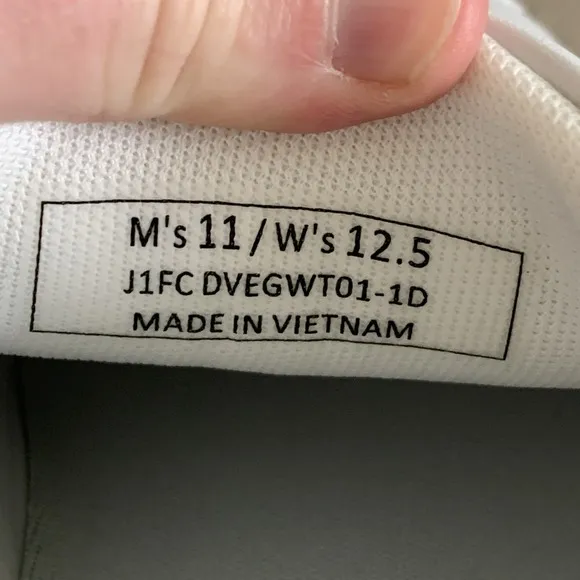 M's 11 / W's 12.5
J1FC DVEGWT01-1D
MADE IN VIETNAM